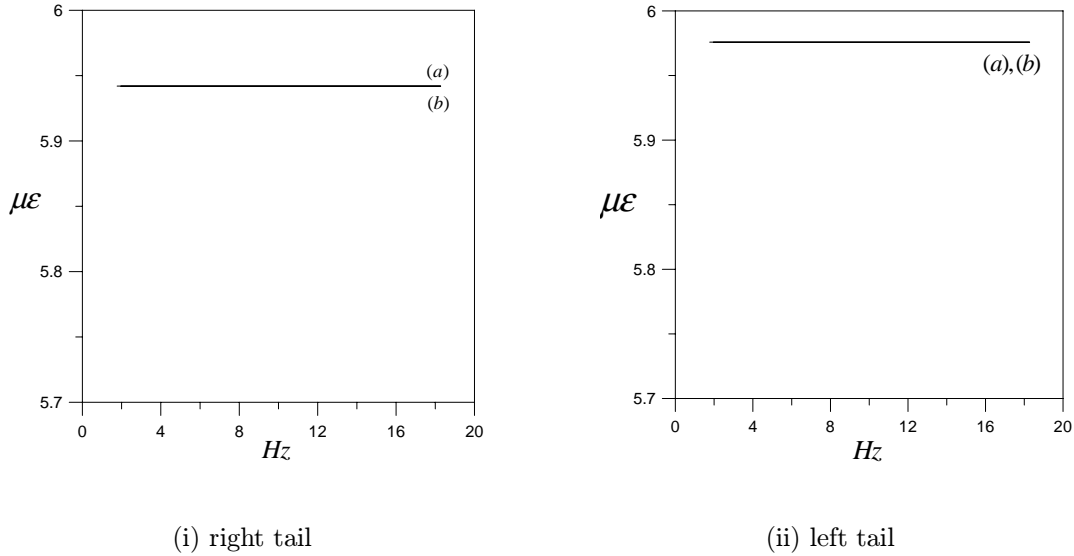 6
5.9
5.8
5.7
με
(a)
(b)
0 4 8 12 16 20
Hz
(i) right tail
6
5.9
5.8
5.7
με
(a),(b)
0 4 8 12 16 20
Hz
(ii) left tail